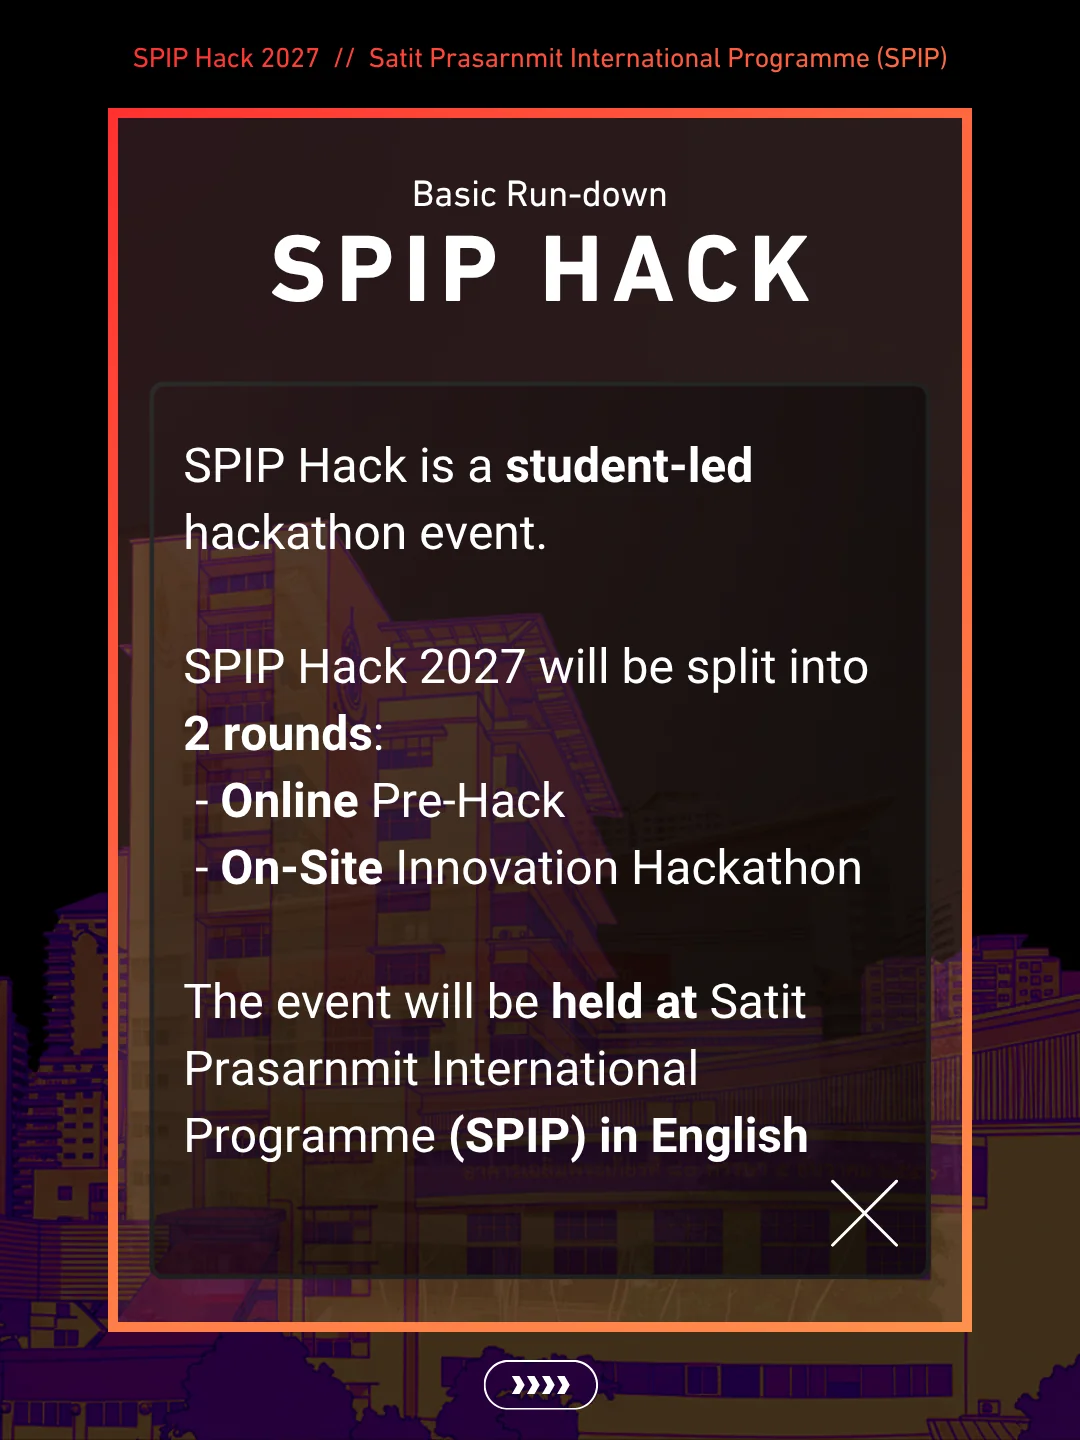 SPIP Hack 2027 // Satit Prasarnmit International Programme (SPIP)
Basic Run-down
SPIP HACK
SPIP Hack is a student-led
hackathon event.
SPIP Hack 2027 will be split into
2 rounds:
- Online Pre-Hack
- On-Site Innovation Hackathon
The event will be held at Satit
Prasarnmit International
Programme (SPIP) in English